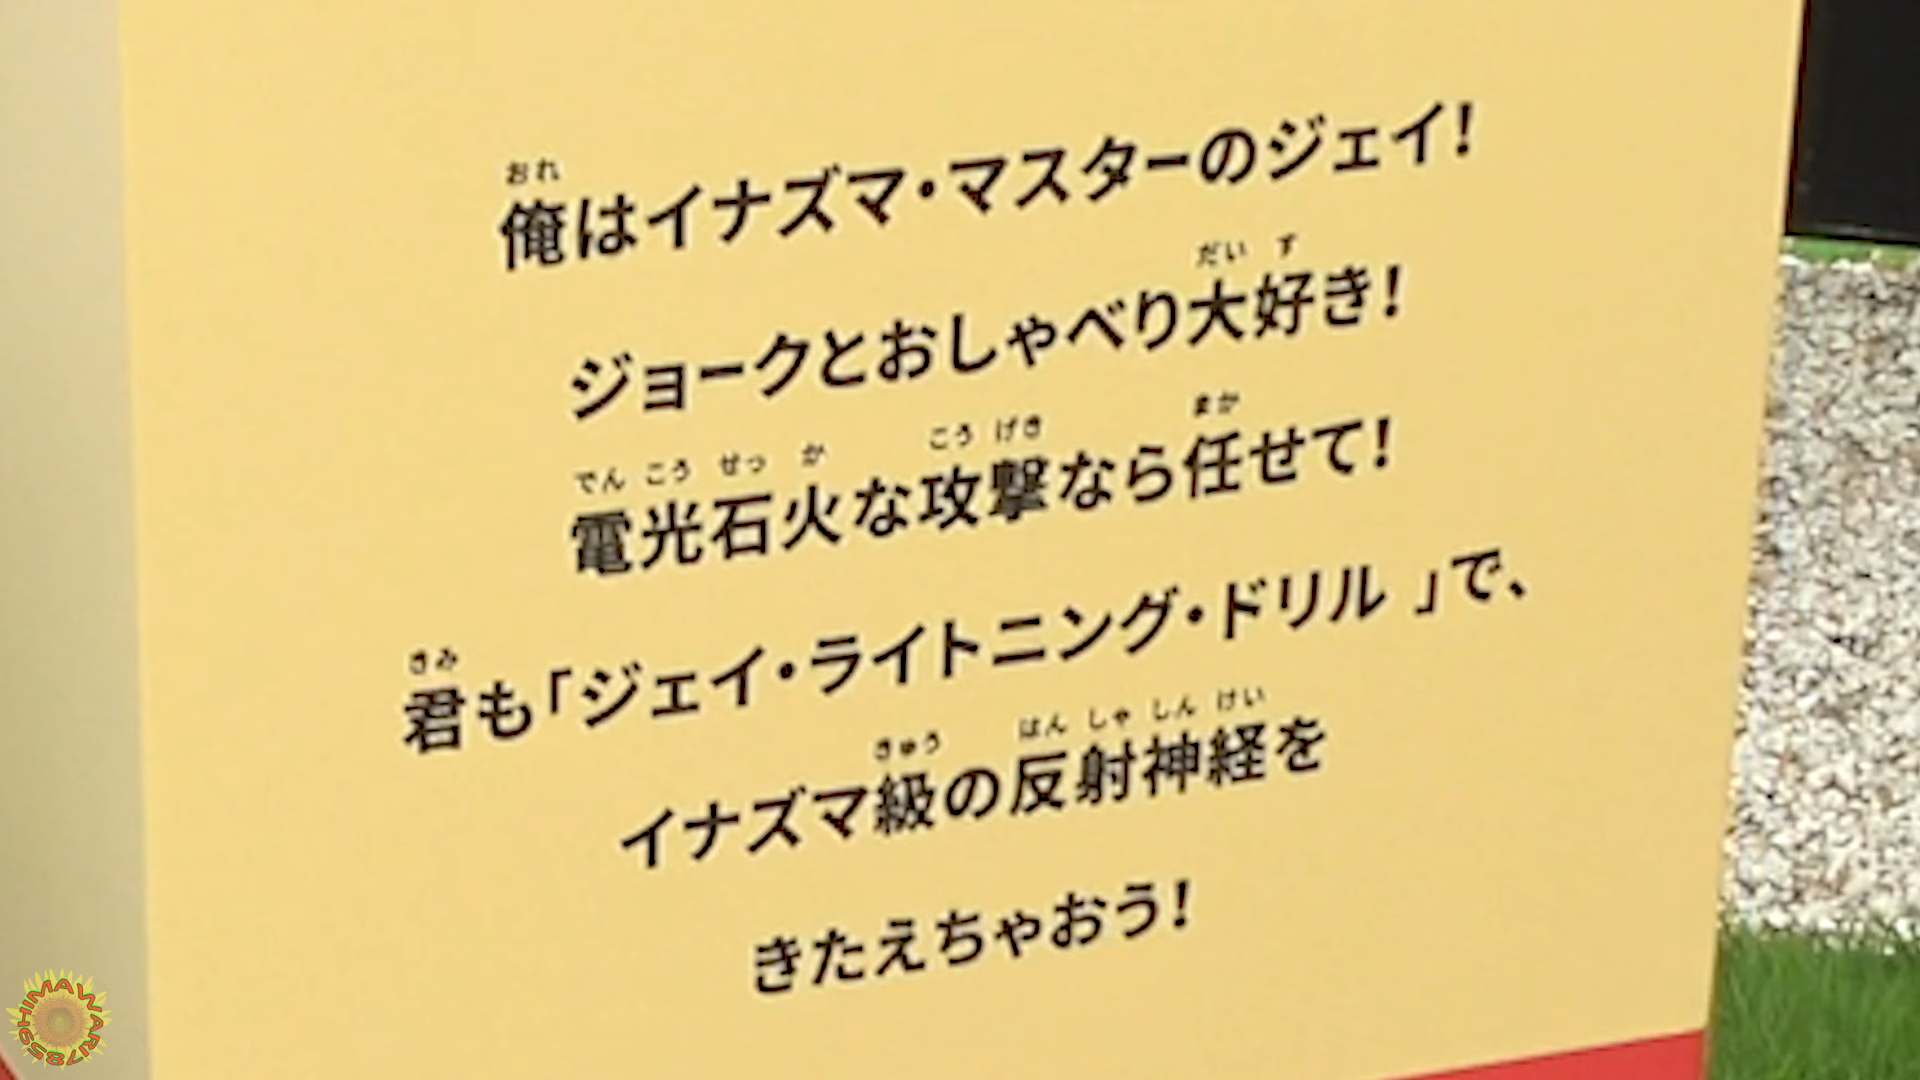 俺はイナズマ・マスターのジェイ!
ジョークとおしゃべり大好き!
電光石火な攻撃なら任せて!
君も「ジェイ・ライトニング・ドリル」で、
イナズマ級の反射神経を
きたえちゃおう!
SHIMAWARI7859